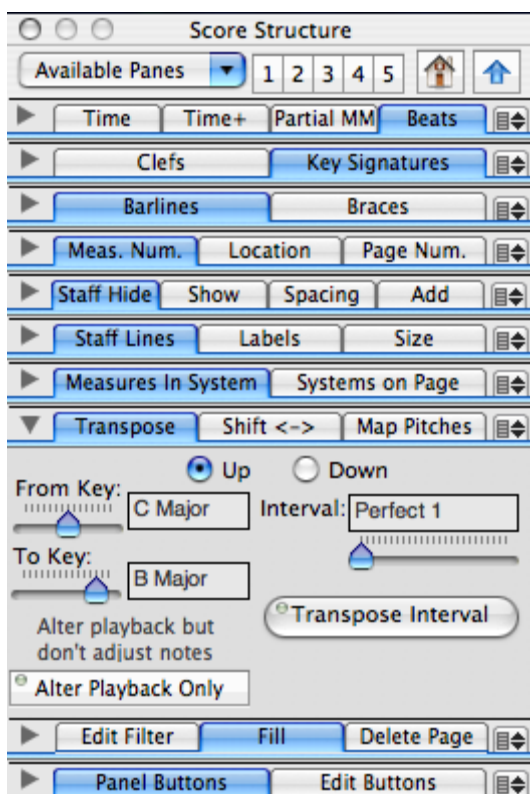 Score Structure
Available Panes 1 2 3 4 5
Time Time+ Partial MM Beats
Clefs Key Signatures
Barlines Braces
Meas. Num. Location Page Num.
Staff Hide Show Spacing Add
Staff Lines Labels Size
Measures In System Systems on Page
Transpose Shift <-> Map Pitches
Up Down
From Key: C Major Interval: Perfect 1
To Key: B Major
Transpose Interval
Alter playback but
don't adjust notes
Alter Playback Only
Edit Filter Fill Delete Page
Panel Buttons Edit Buttons